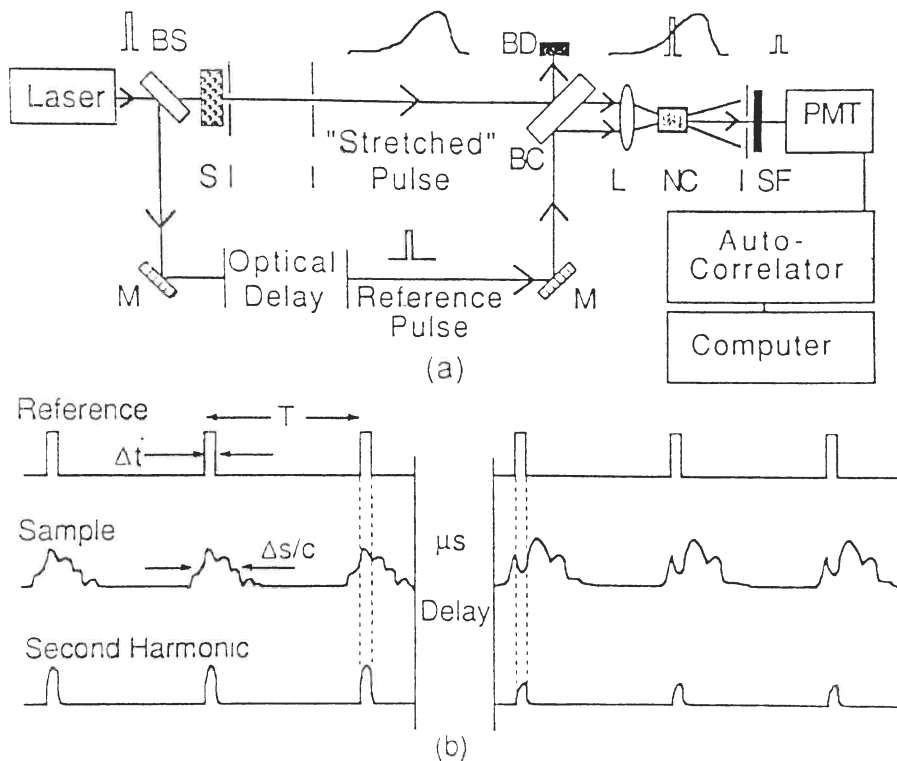 BS
BD
Laser
PMT
"Stretched"
Pulse
BC
S I
I
L
NC
I
SF
Auto-
Correlator
Optical
Delay
M
Reference
Pulse
M
Computer
(a)
Reference
T
Δt
Sample
Δs/c
μs
Delay
Second Harmonic
(b)